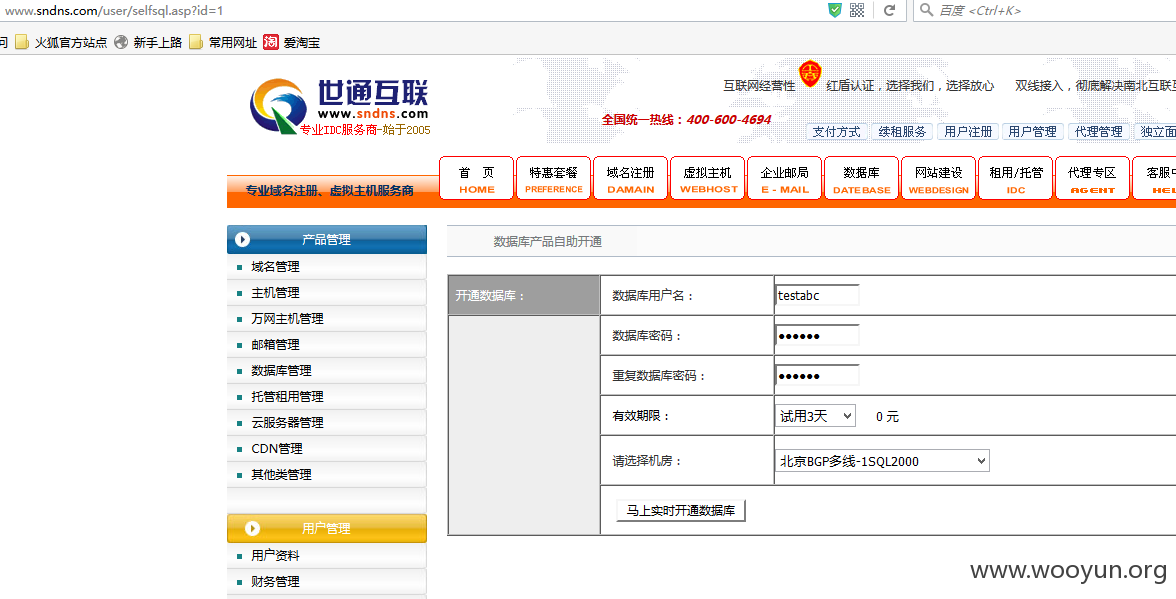 www.sndns.com/user/selfsql.asp?id=1
百度 <Ctrl+K>
问 火狐官方站点 新手上路 常用网址 淘 爱淘宝
世通互联
www.sndns.com
专业IDC服务商-始于2005
互联网经营性 红盾认证，选择我们，选择放心 双线接入，彻底解决南北互联互
全国统一热线：400-600-4694
支付方式 续租服务 用户注册 用户管理 代理管理 独立面
专业域名注册、虚拟主机服务商
首 页 特惠套餐 域名注册 虚拟主机 企业邮局 数据库 网站建设 租用/托管 代理专区 客服中
HOME PREFERENCE DAMAIN WEBHOST E - MAIL DATEBASE WEBDESIGN IDC AGENT HEL
产品管理
域名管理
主机管理
万网主机管理
邮箱管理
数据库管理
托管租用管理
云服务器管理
CDN管理
其他类管理
用户管理
用户资料
财务管理
数据库产品自助开通
开通数据库：
数据库用户名： testabc
数据库密码： ●●●●●●
重复数据库密码： ●●●●●●
有效期限： 试用3天 0 元
请选择机房： 北京BGP多线-1SQL2000
马上实时开通数据库
www.wooyun.org